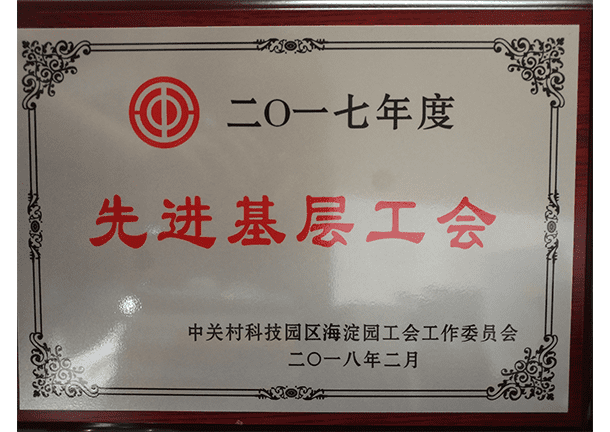 二〇一七年度
先进基层工会
中关村科技园区海淀园工会工作委员会
二〇一八年二月